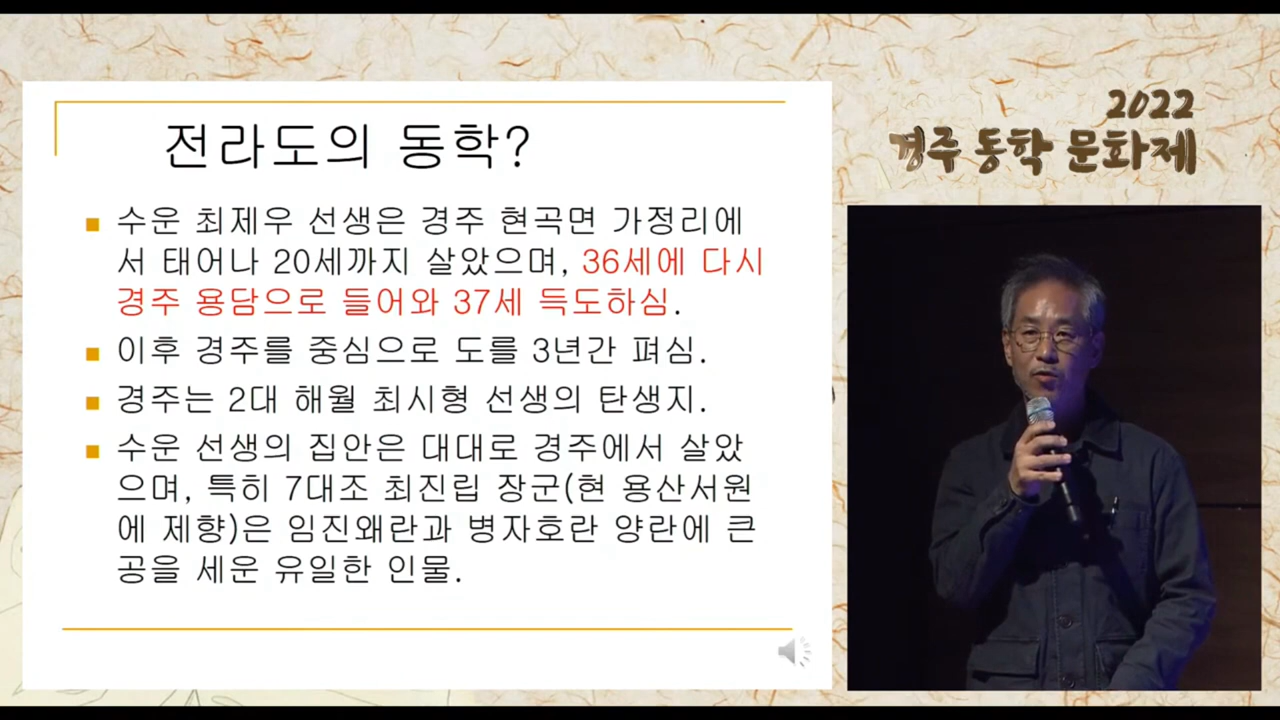 전라도의 동학?
수운 최제우 선생은 경주 현곡면 가정리에
서 태어나 20세까지 살았으며, 36세에 다시
경주 용담으로 들어와 37세 득도하심.
이후 경주를 중심으로 도를 3년간 펴심.
경주는 2대 해월 최시형 선생의 탄생지.
수운 선생의 집안은 대대로 경주에서 살았
으며, 특히 7대조 최진립 장군(현 용산서원
에 제향)은 임진왜란과 병자호란 양란에 큰
공을 세운 유일한 인물.
2022
경주 동학 문화제